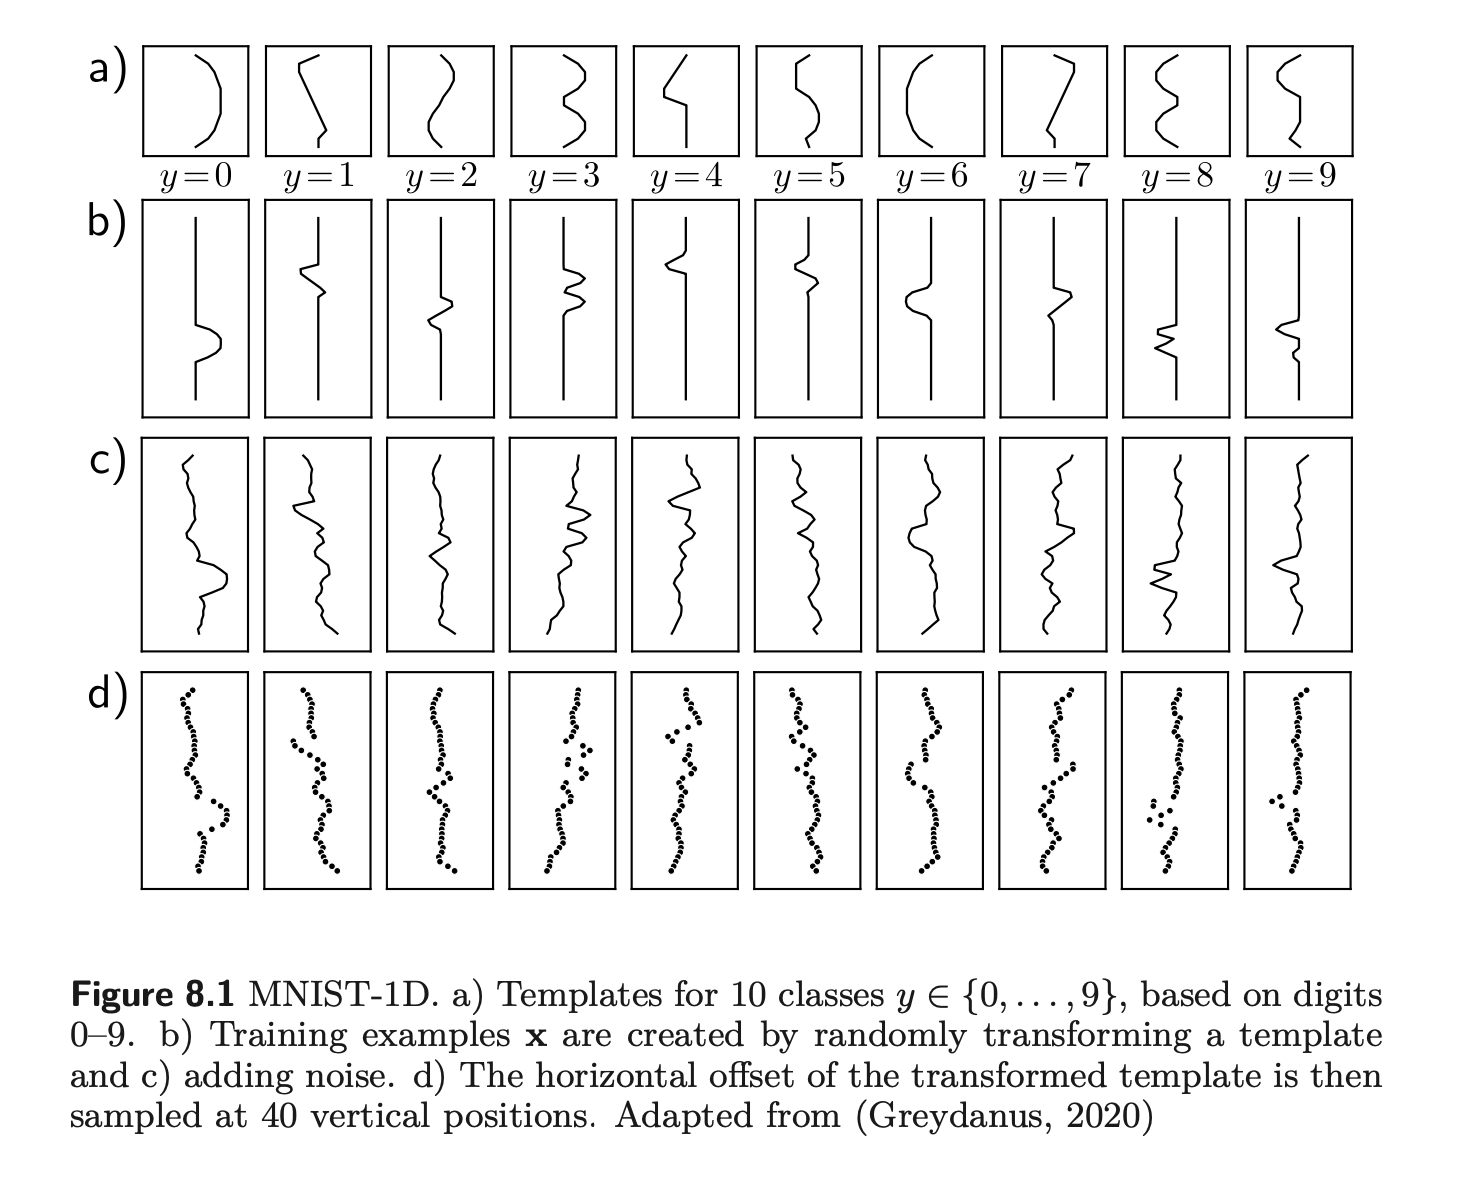 a)
y=0 y=1 y=2 y=3 y=4 y=5 y=6 y=7 y=8 y=9
b)
c)
d)
Figure 8.1 MNIST-1D. a) Templates for 10 classes y ∈ {0, . . . , 9}, based on digits
0–9. b) Training examples x are created by randomly transforming a template
and c) adding noise. d) The horizontal offset of the transformed template is then
sampled at 40 vertical positions. Adapted from (Greydanus, 2020)